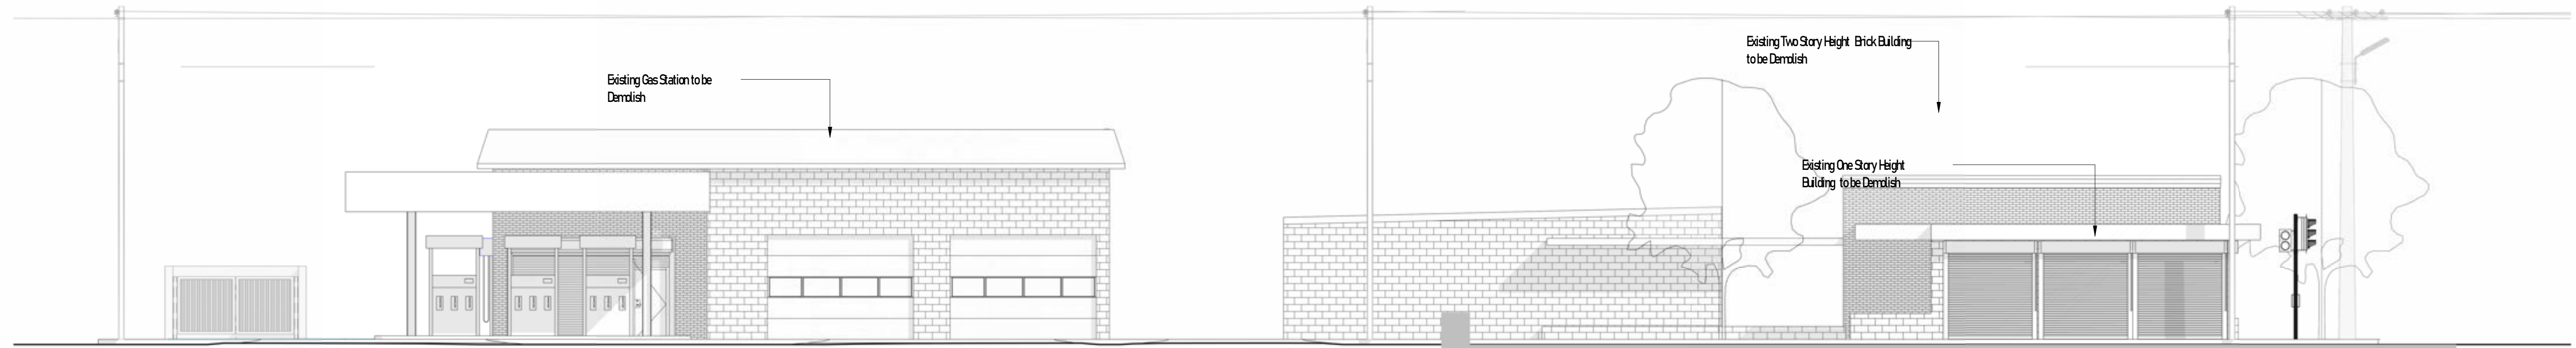 Existing Gas Station to be
Demolish
Existing Two Story Height Brick Building
to be Demolish
Existing One Story Height
Building to be Demolish